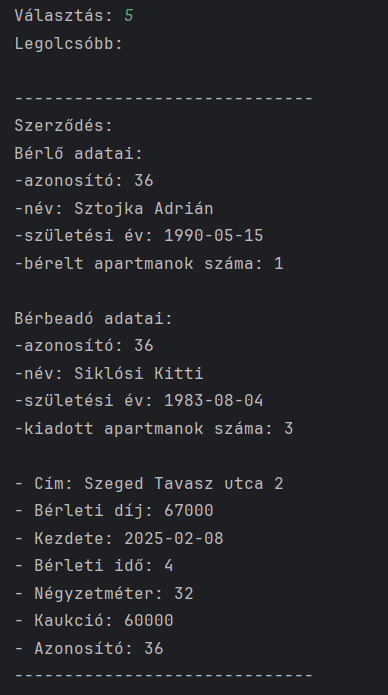 Választás: 5
Legolcsóbb:
------------------------------
Szerződés:
Bérlő adatai:
-azonosító: 36
-név: Sztojka Adrián
-születési év: 1990-05-15
-bérelt apartmanok száma: 1
Bérbeadó adatai:
-azonosító: 36
-név: Siklósi Kitti
-születési év: 1983-08-04
-kiadott apartmanok száma: 3
- Cím: Szeged Tavasz utca 2
- Bérleti díj: 67000
- Kezdete: 2025-02-08
- Bérleti idő: 4
- Négyzetméter: 32
- Kaukció: 60000
- Azonosító: 36
------------------------------